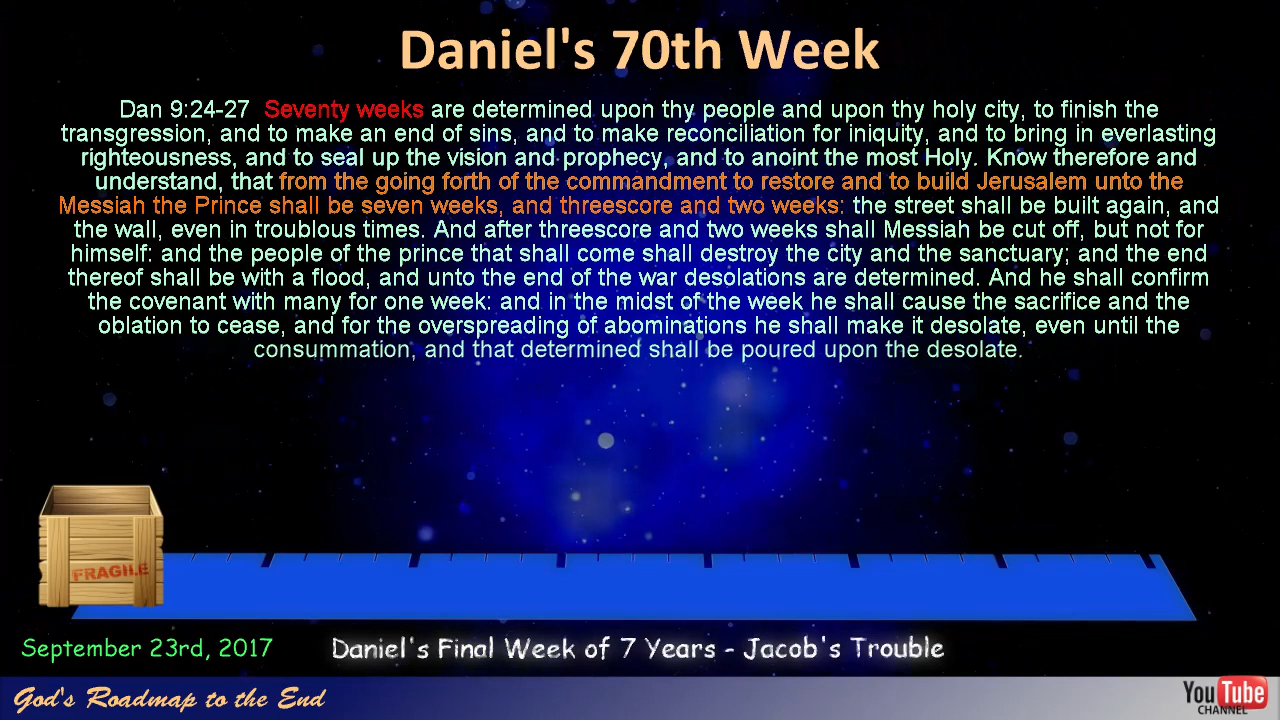 Daniel's 70th Week
Dan 9:24-27  Seventy weeks are determined upon thy people and upon thy holy city, to finish the
transgression, and to make an end of sins, and to make reconciliation for iniquity, and to bring in everlasting
righteousness, and to seal up the vision and prophecy, and to anoint the most Holy. Know therefore and
understand, that from the going forth of the commandment to restore and to build Jerusalem unto the
Messiah the Prince shall be seven weeks, and threescore and two weeks: the street shall be built again, and
the wall, even in troublous times. And after threescore and two weeks shall Messiah be cut off, but not for
himself: and the people of the prince that shall come shall destroy the city and the sanctuary; and the end
thereof shall be with a flood, and unto the end of the war desolations are determined. And he shall confirm
the covenant with many for one week: and in the midst of the week he shall cause the sacrifice and the
oblation to cease, and for the overspreading of abominations he shall make it desolate, even until the
consummation, and that determined shall be poured upon the desolate.
FRAGILE
September 23rd, 2017
Daniel's Final Week of 7 Years - Jacob's Trouble
God's Roadmap to the End
YouTube
CHANNEL